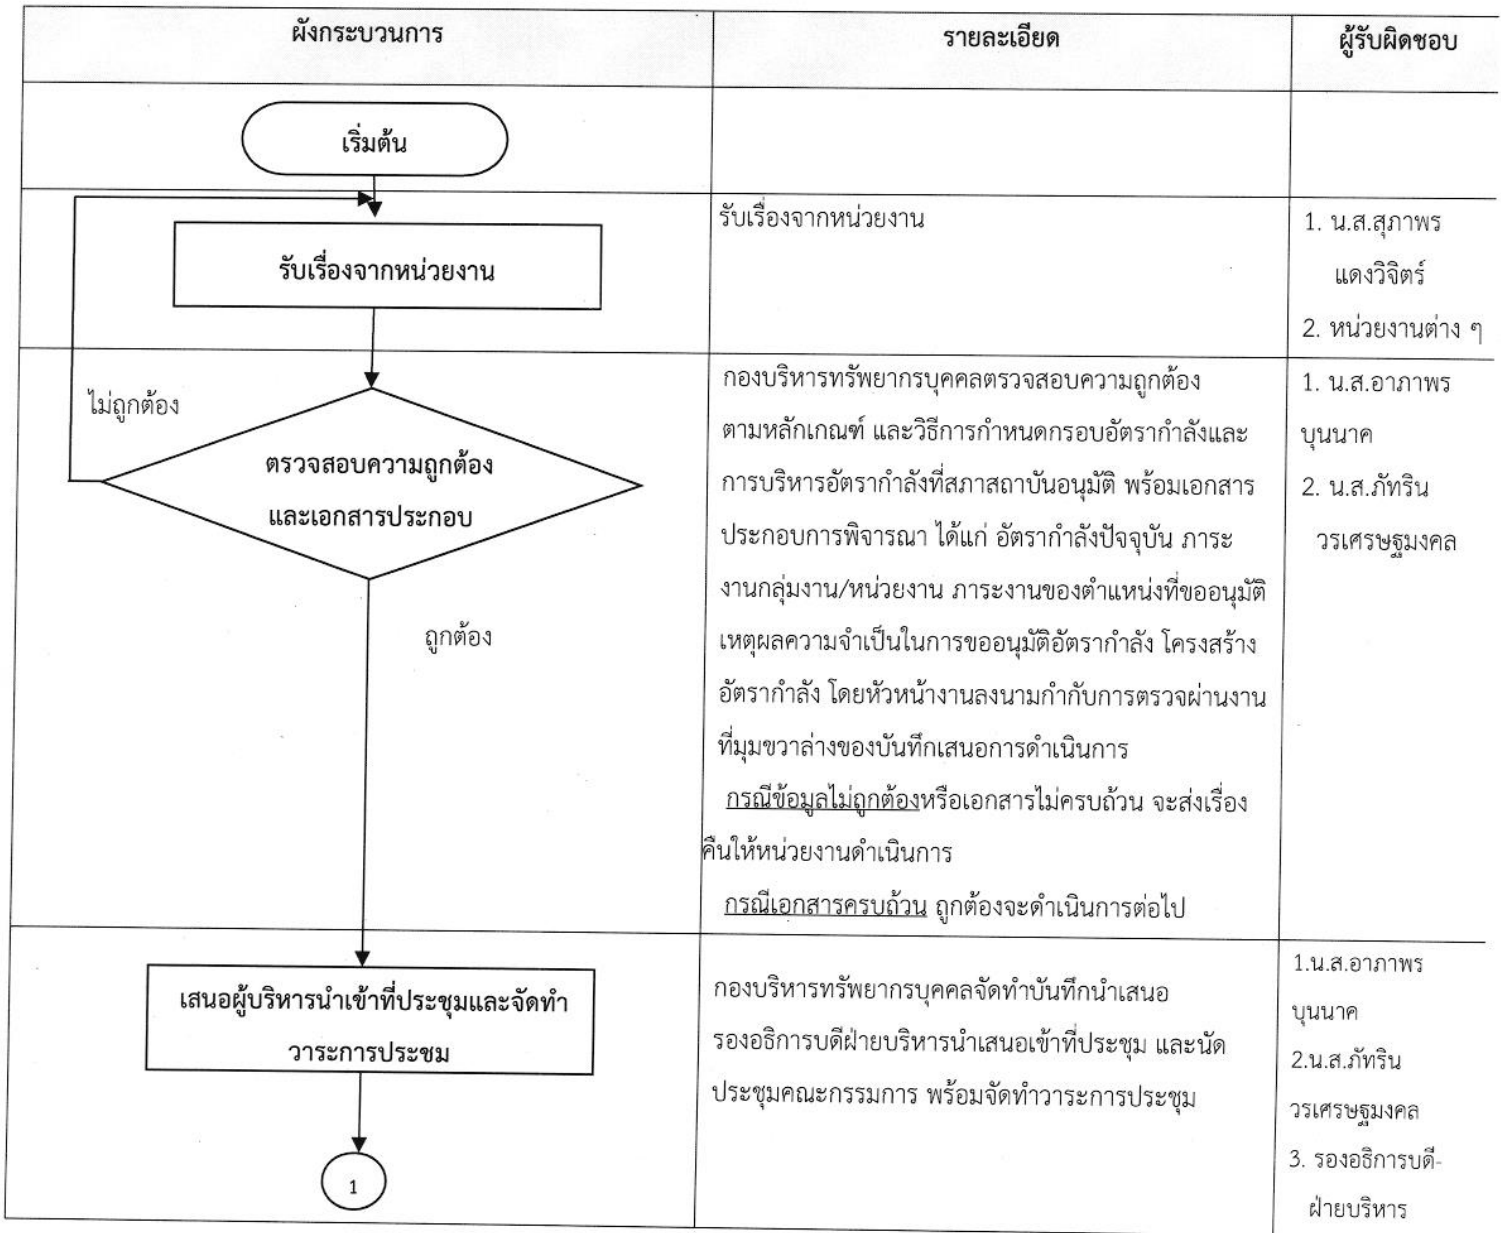 ผังกระบวนการ
รายละเอียด
ผู้รับผิดชอบ
เริ่มต้น
รับเรื่องจากหน่วยงาน
รับเรื่องจากหน่วยงาน
1. น.ส.สุภาพร
แดงวิจิตร์
2. หน่วยงานต่าง ๆ
ไม่ถูกต้อง
ตรวจสอบความถูกต้อง
และเอกสารประกอบ
ถูกต้อง
กองบริหารทรัพยากรบุคคลตรวจสอบความถูกต้อง
ตามหลักเกณฑ์ และวิธีการกำหนดกรอบอัตรากำลังและ
การบริหารอัตรากำลังที่สภาสถาบันอนุมัติ พร้อมเอกสาร
ประกอบการพิจารณา ได้แก่ อัตรากำลังปัจจุบัน ภาระ
งานกลุ่มงาน/หน่วยงาน ภาระงานของตำแหน่งที่ขออนุมัติ
เหตุผลความจำเป็นในการขออนุมัติอัตรากำลัง โครงสร้าง
อัตรากำลัง โดยหัวหน้างานลงนามกำกับการตรวจผ่านงาน
ที่มุมขวาล่างของบันทึกเสนอการดำเนินการ
กรณีข้อมูลไม่ถูกต้องหรือเอกสารไม่ครบถ้วน จะส่งเรื่อง
คืนให้หน่วยงานดำเนินการ
กรณีเอกสารครบถ้วน ถูกต้องจะดำเนินการต่อไป
1. น.ส.อาภาพร
บุนนาค
2. น.ส.ภัทริน
วรเศรษฐมงคล
เสนอผู้บริหารนำเข้าที่ประชุมและจัดทำ
วาระการประชม
1
กองบริหารทรัพยากรบุคคลจัดทำบันทึกนำเสนอ
รองอธิการบดีฝ่ายบริหารนำเสนอเข้าที่ประชุม และนัด
ประชุมคณะกรรมการ พร้อมจัดทำวาระการประชุม
1.น.ส.อาภาพร
บุนนาค
2.น.ส.ภัทริน
วรเศรษฐมงคล
3. รองอธิการบดี-
ฝ่ายบริหาร